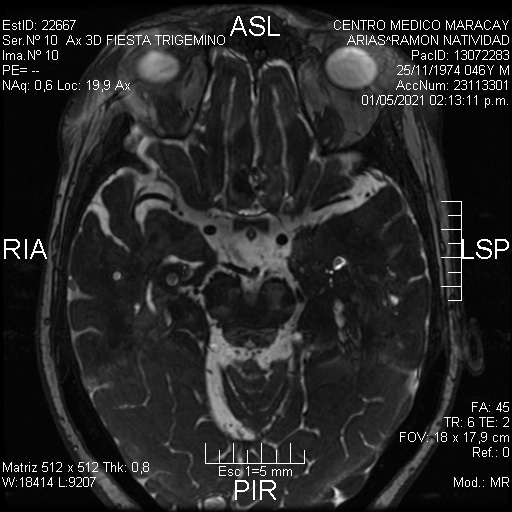 EstID: 22667
Ser.Nº 10 Ax 3D FIESTA TRIGEMINO
Ima.Nº 10
PE= --
NAq: 0,6 Loc: 19,9 Ax
ASL
CENTRO MEDICO MARACAY
ARIAS^RAMON NATIVIDAD
PacID: 13072283
25/11/1974 046Y M
AccNum: 23113301
01/05/2021 02:13:11 p.m.
RIA
LSP
Matriz 512 x 512 Thk: 0,8
W:18414 L:9207
Esc 1=5 mm
PIR
FA: 45
TR: 6 TE: 2
FOV: 18 x 17,9 cm
Ref.: 0
Mod.: MR